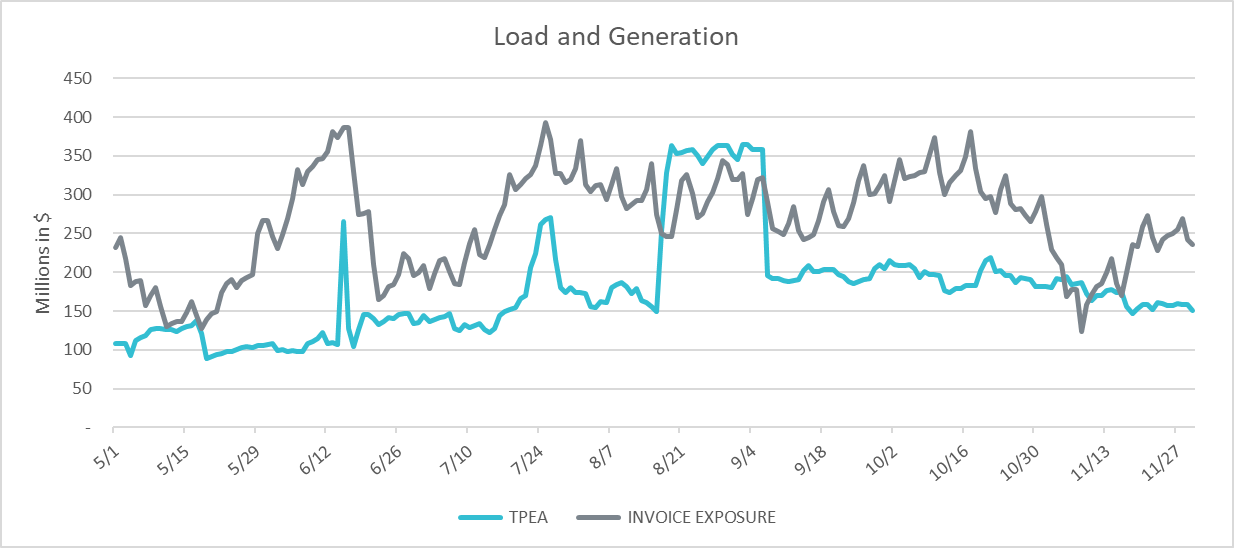 Load and Generation
Millions in $
450
400
350
300
250
200
150
100
50
-
5/1 5/15 5/29 6/12 6/26 7/10 7/24 8/7 8/21 9/4 9/18 10/2 10/16 10/30 11/13 11/27
TPEA INVOICE EXPOSURE